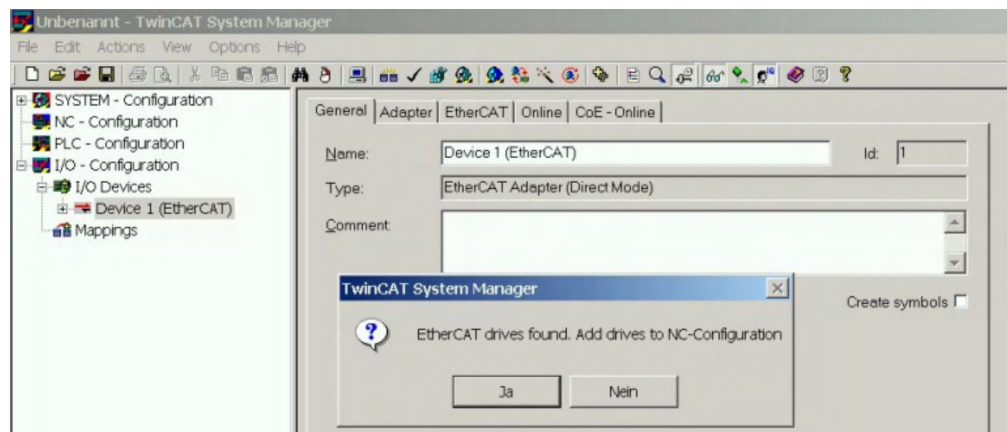 Unbenannt - TwinCAT System Manager
File Edit Actions View Options Help
SYSTEM - Configuration
NC - Configuration
PLC - Configuration
I/O - Configuration
I/O Devices
Device 1 (EtherCAT)
Mappings
General Adapter EtherCAT Online CoE - Online
Name: Device 1 (EtherCAT) Id: 1
Type: EtherCAT Adapter (Direct Mode)
Comment:
Create symbols
TwinCAT System Manager
EtherCAT drives found. Add drives to NC-Configuration
Ja Nein